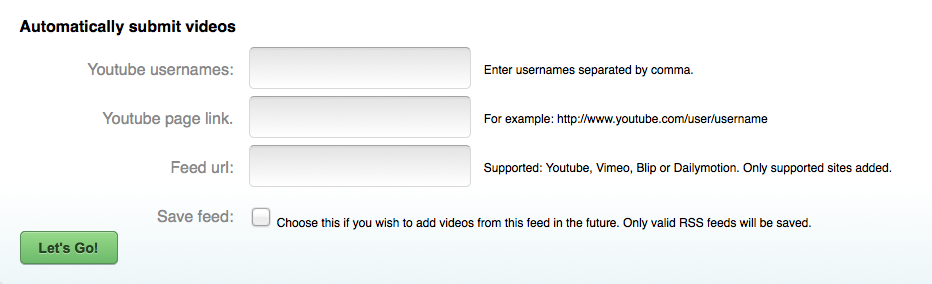 Automatically submit videos
Youtube usernames: Enter usernames separated by comma.
Youtube page link. For example: http://www.youtube.com/user/username
Feed url: Supported: Youtube, Vimeo, Blip or Dailymotion. Only supported sites added.
Save feed: Choose this if you wish to add videos from this feed in the future. Only valid RSS feeds will be saved.
Let's Go!